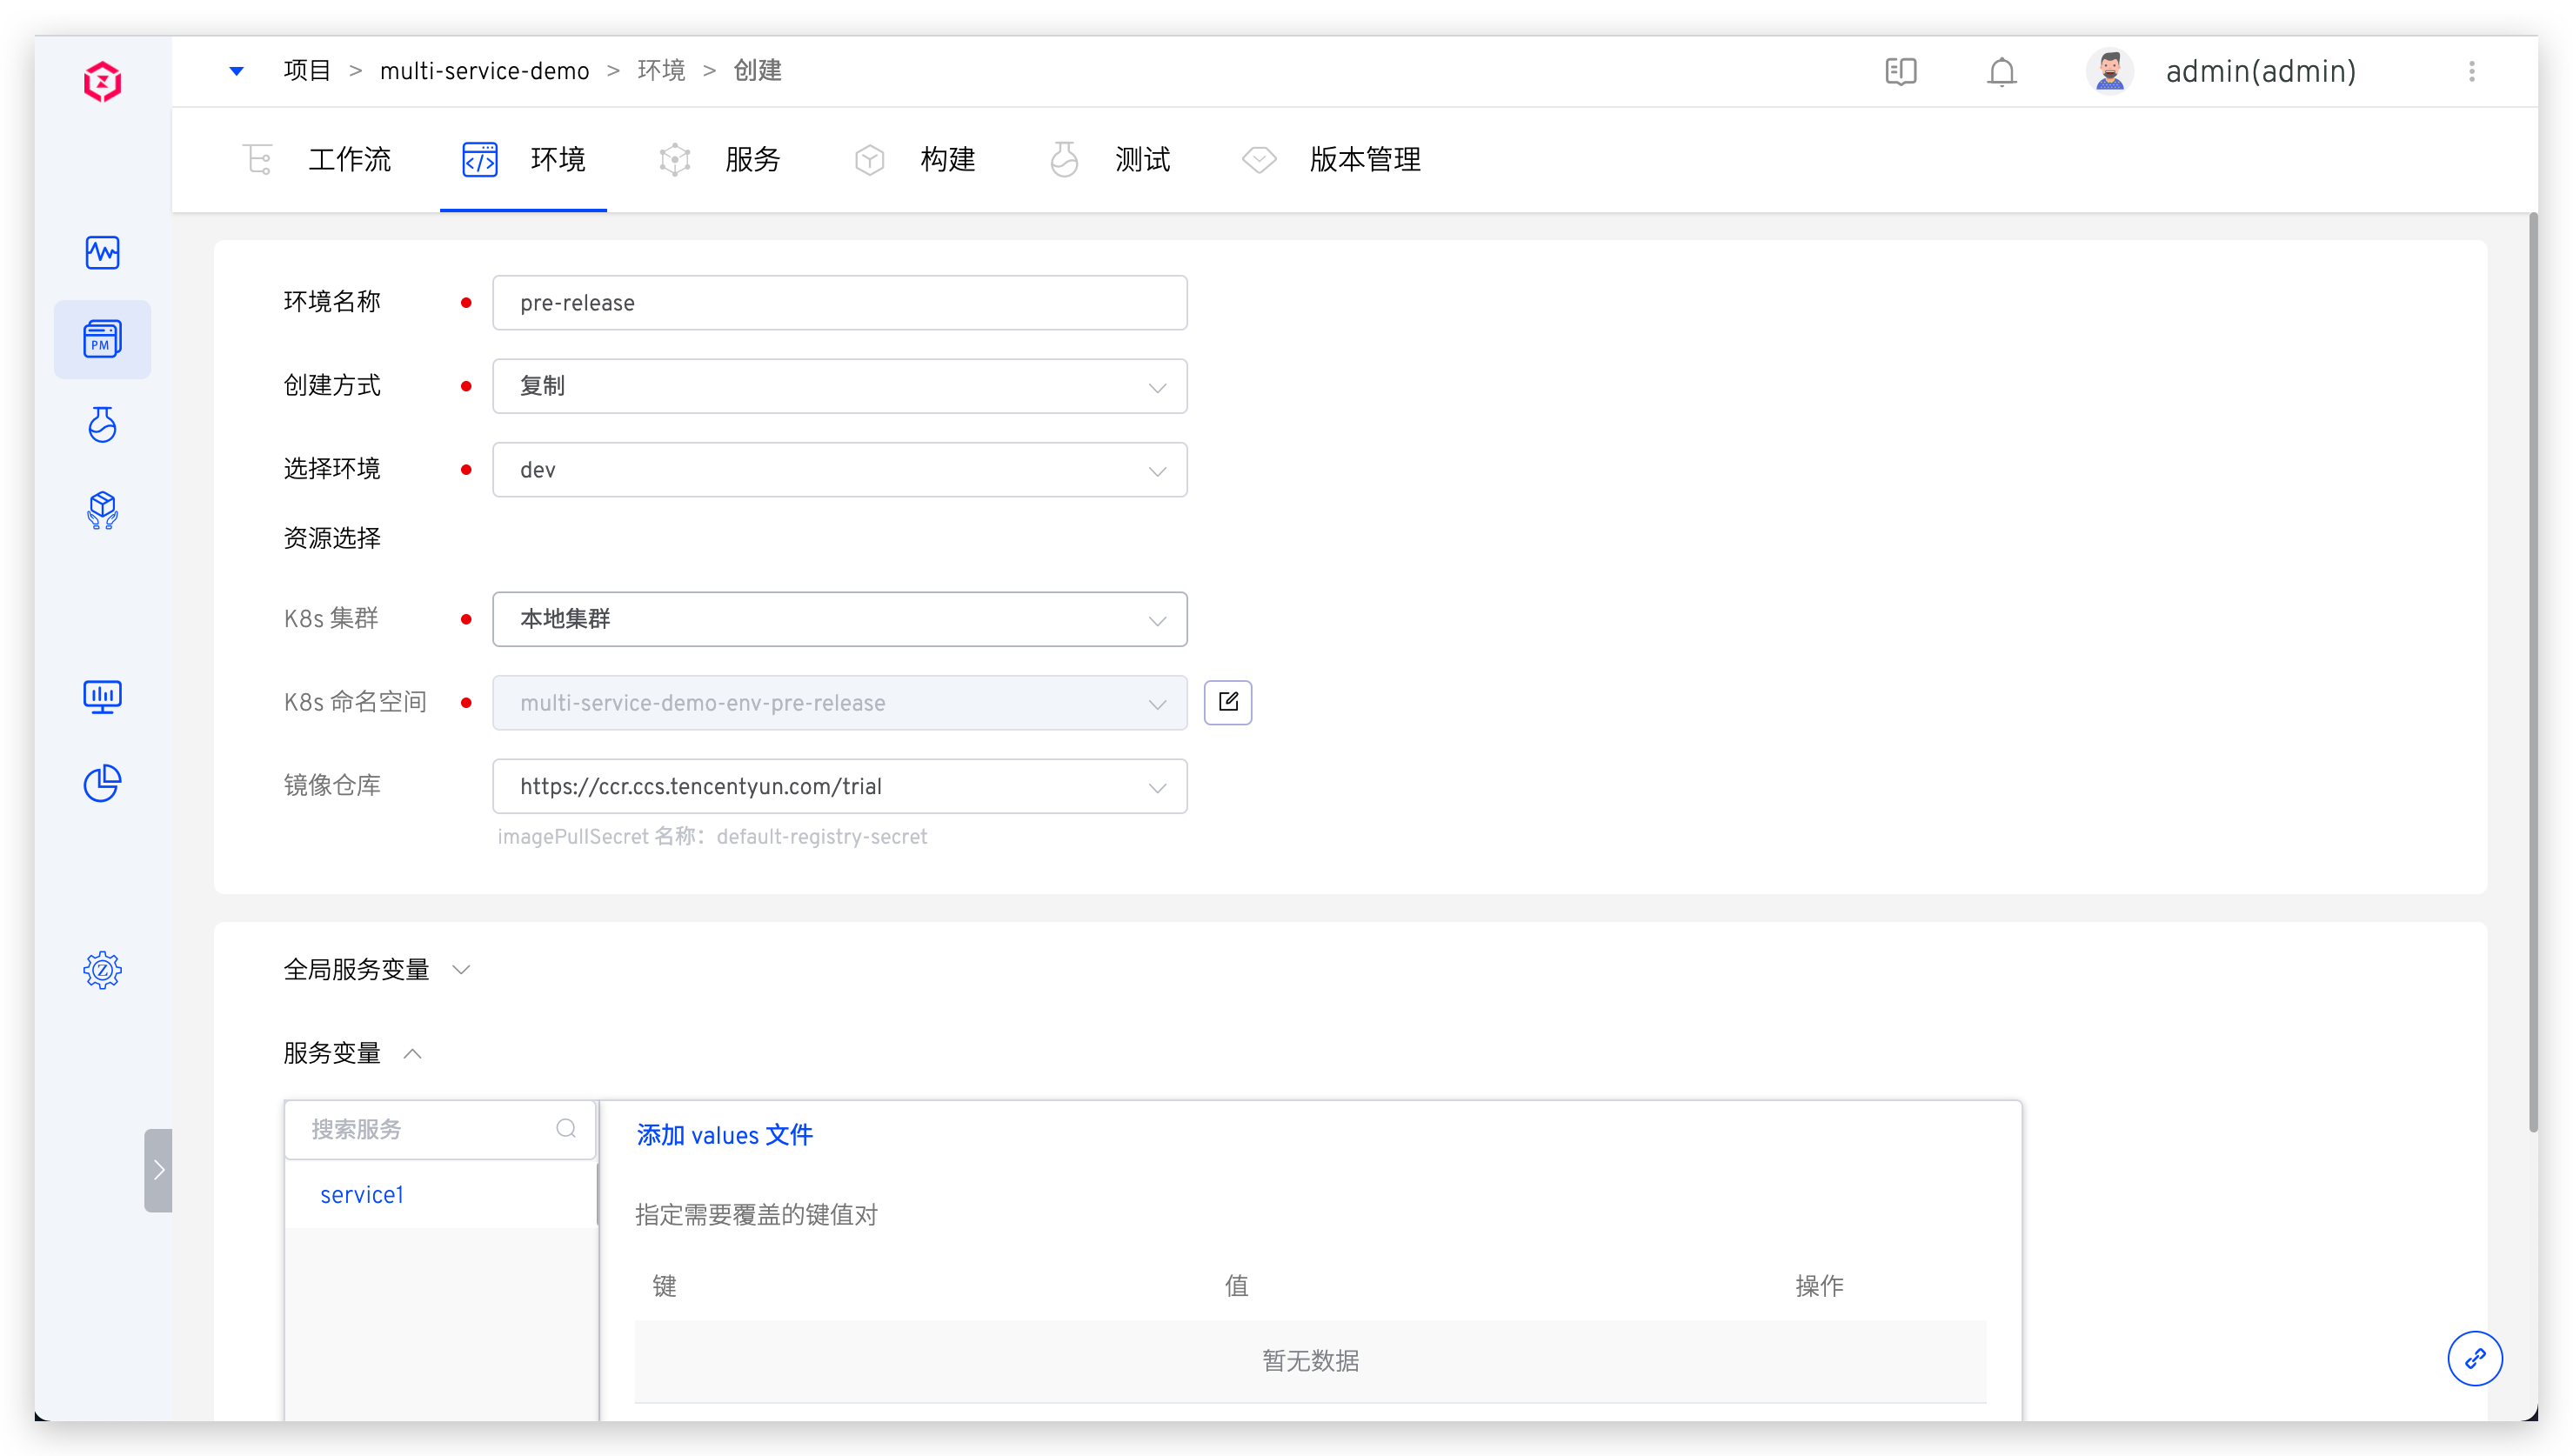 项目 > multi-service-demo > 环境 > 创建
admin(admin)
工作流 环境 服务 构建 测试 版本管理
PM
环境名称 pre-release
创建方式 复制
选择环境 dev
资源选择
K8s 集群 本地集群
K8s 命名空间 multi-service-demo-env-pre-release
镜像仓库 https://ccr.ccs.tencentyun.com/trial
imagePullSecret 名称：default-registry-secret
全局服务变量
服务变量
搜索服务
添加 values 文件
service1
指定需要覆盖的键值对
键 值 操作
暂无数据